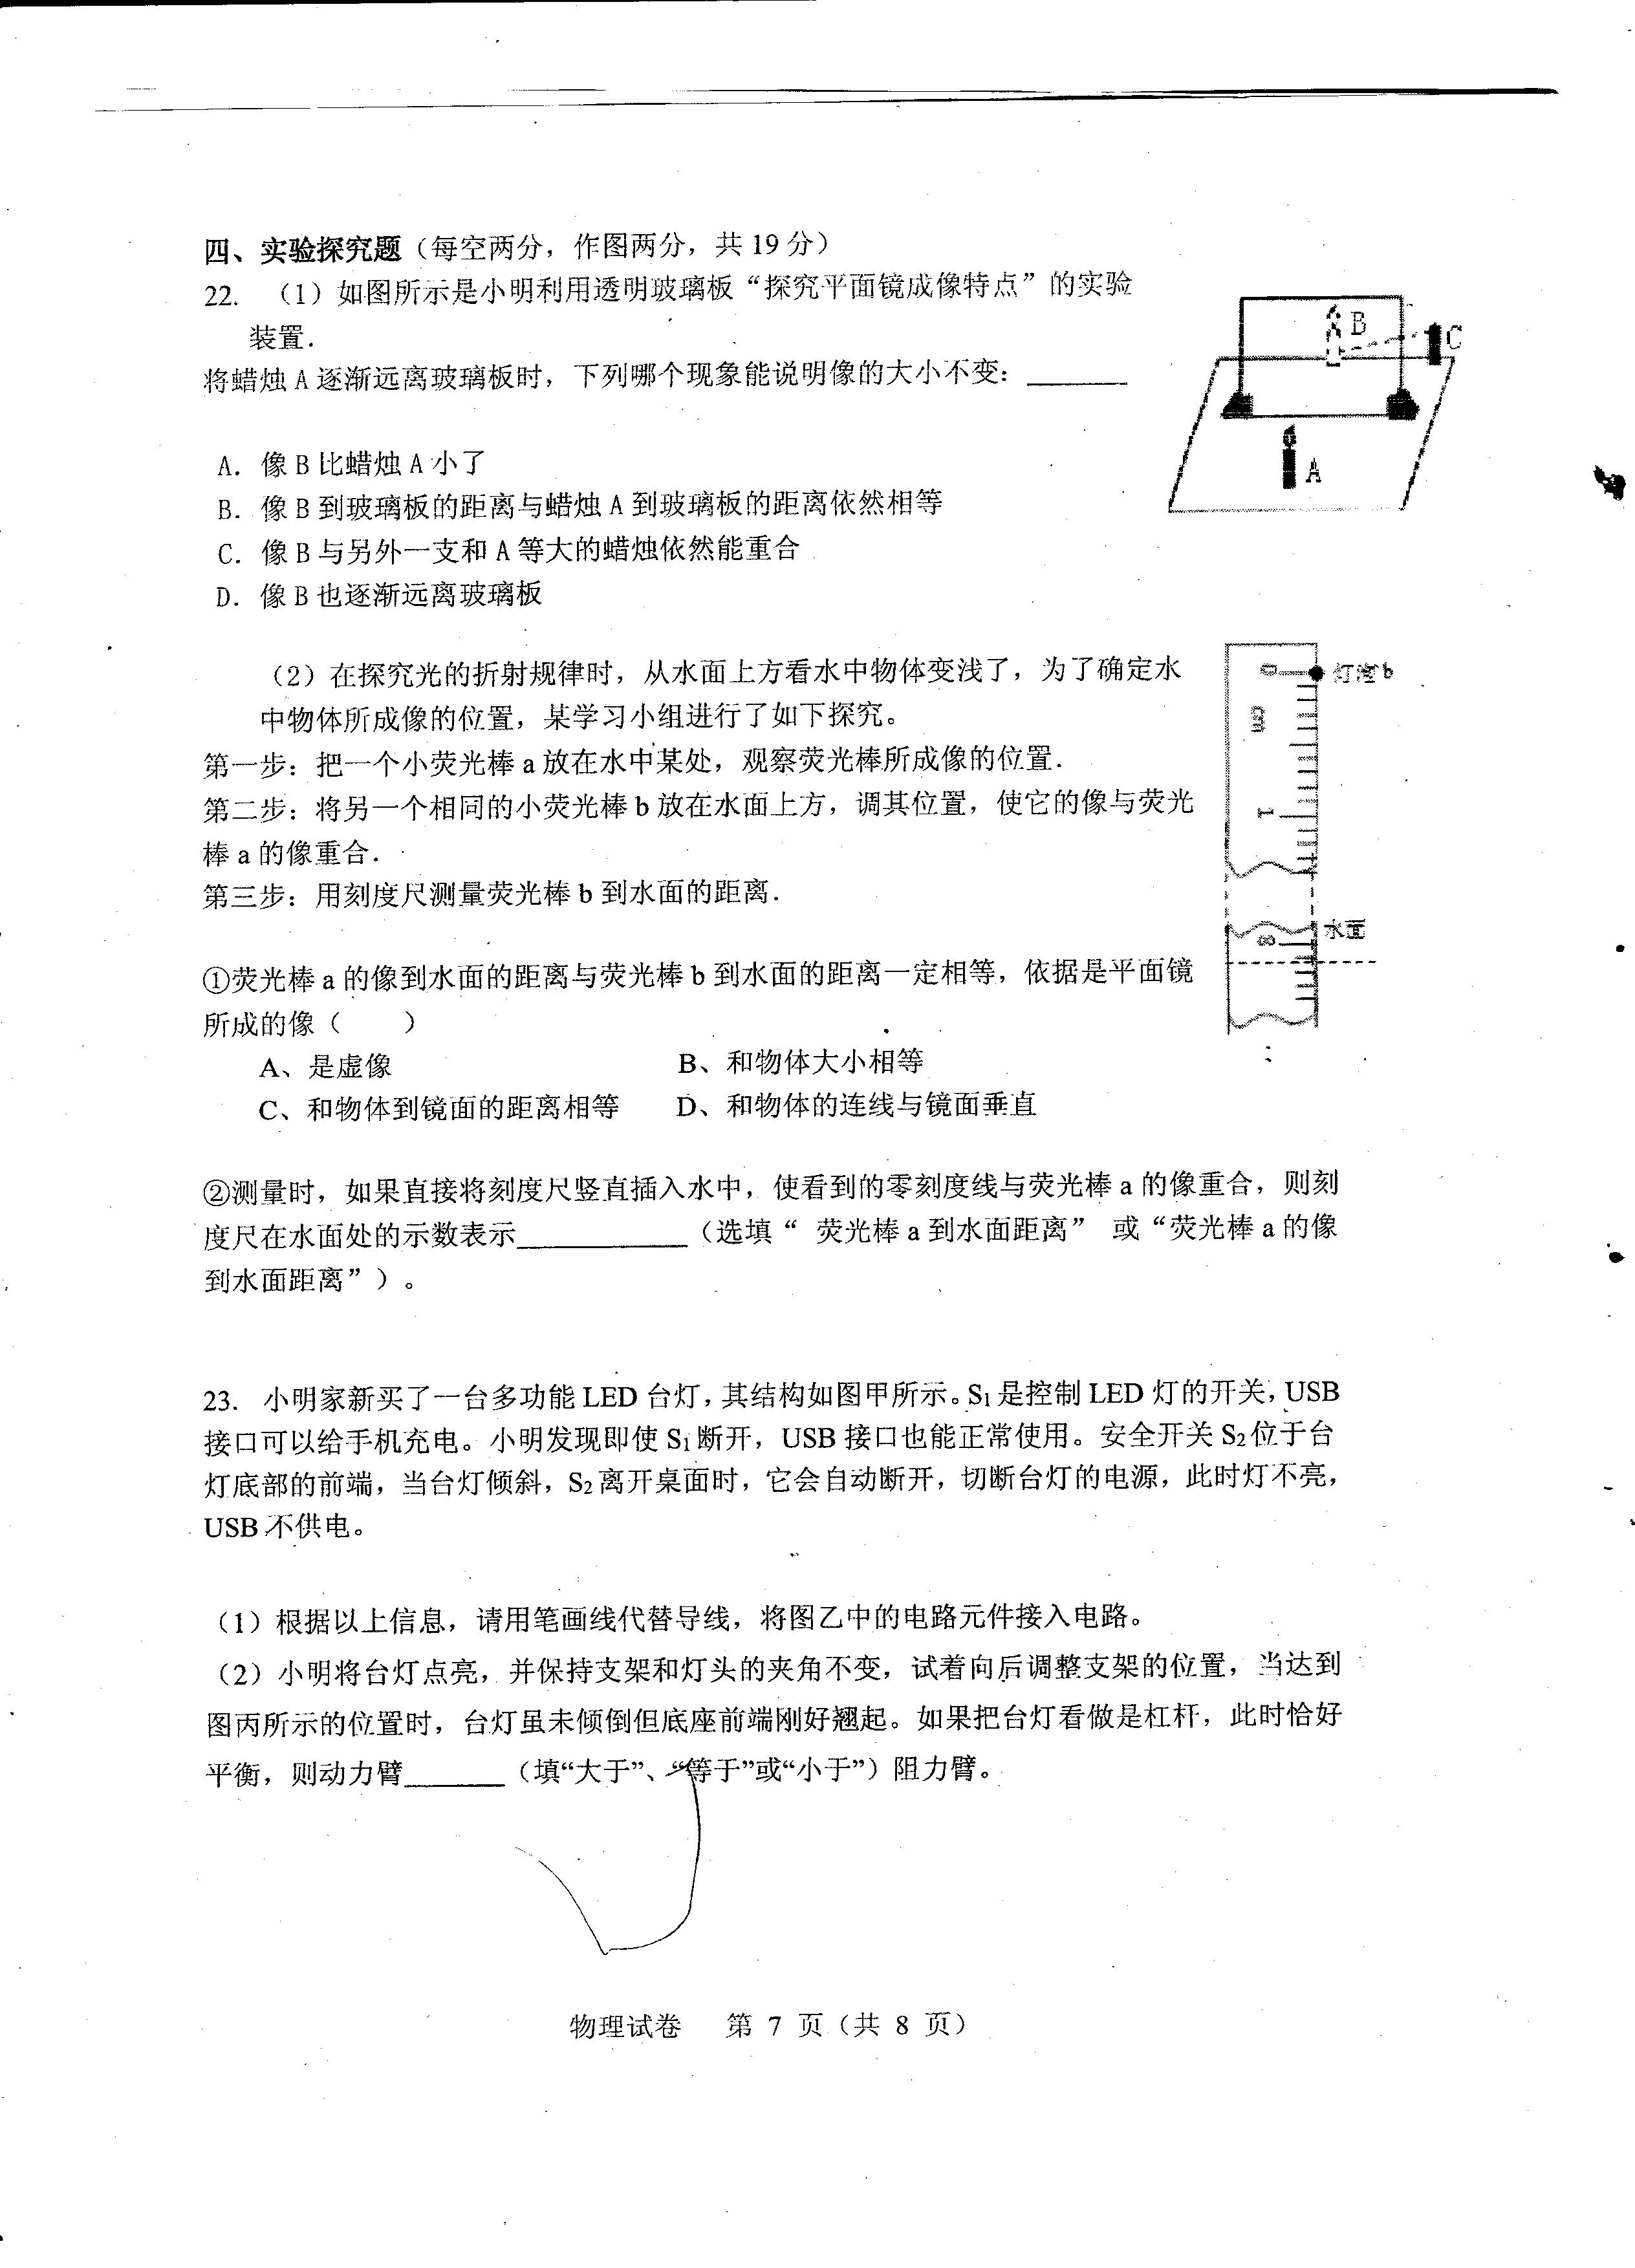 四、实验探究题（每空两分，作图两分，共 19 分）
22. （1）如图所示是小明利用透明玻璃板“探究平面镜成像特点”的实验
装置.
将蜡烛 A 逐渐远离玻璃板时，下列哪个现象能说明像的大小不变：_______
A. 像 B 比蜡烛 A 小了
B. 像 B 到玻璃板的距离与蜡烛 A 到玻璃板的距离依然相等
C. 像 B 与另外一支和 A 等大的蜡烛依然能重合
D. 像 B 也逐渐远离玻璃板
B
C
A
（2）在探究光的折射规律时，从水面上方看水中物体变浅了，为了确定水
中物体所成像的位置，某学习小组进行了如下探究。
第一步：把一个小荧光棒 a 放在水中某处，观察荧光棒所成像的位置.
第二步：将另一个相同的小荧光棒 b 放在水面上方，调其位置，使它的像与荧光
棒 a 的像重合.
第三步：用刻度尺测量荧光棒 b 到水面的距离.
0
灯泡 b
cm
1
8
水面
①荧光棒 a 的像到水面的距离与荧光棒 b 到水面的距离一定相等，依据是平面镜
所成的像（　　）
A、是虚像 B、和物体大小相等
C、和物体到镜面的距离相等 D、和物体的连线与镜面垂直
②测量时，如果直接将刻度尺竖直插入水中，使看到的零刻度线与荧光棒 a 的像重合，则刻
度尺在水面处的示数表示____________（选填“ 荧光棒 a 到水面距离” 或“荧光棒 a 的像
到水面距离”）。
23. 小明家新买了一台多功能 LED 台灯，其结构如图甲所示。S₁ 是控制 LED 灯的开关，USB
接口可以给手机充电。小明发现即使 S₁ 断开，USB 接口也能正常使用。安全开关 S₂ 位于台
灯底部的前端，当台灯倾斜，S₂ 离开桌面时，它会自动断开，切断台灯的电源，此时灯不亮，
USB 不供电。
（1）根据以上信息，请用笔画线代替导线，将图乙中的电路元件接入电路。
（2）小明将台灯点亮，并保持支架和灯头的夹角不变，试着向后调整支架的位置，当达到
图丙所示的位置时，台灯虽未倾倒但底座前端刚好翘起。如果把台灯看做是杠杆，此时恰好
平衡，则动力臂_______（填“大于”、“等于”或“小于”）阻力臂。
物理试卷 第 7 页（共 8 页）